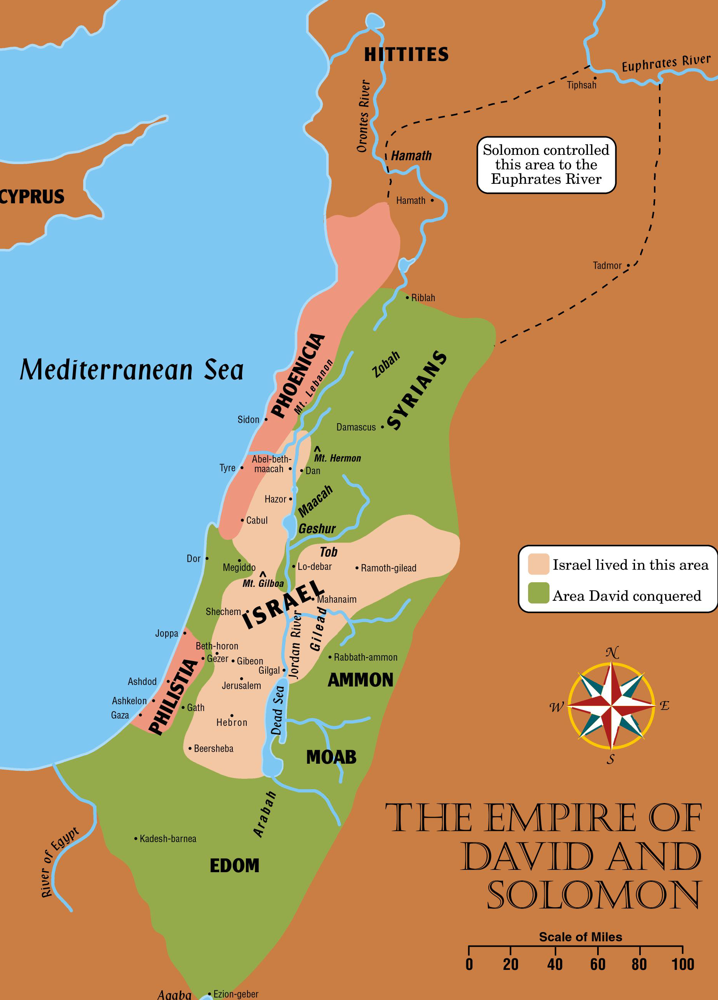 HITTITES
Euphrates River
Tiphsah
Orontes River
Solomon controlled
this area to the
Euphrates River
Hamath
CYPRUS
Hamath
Tadmor
Riblah
PHOENICIA
Mt. Lebanon
Zobah
SYRIANS
Mediterranean Sea
Sidon
Damascus
Mt. Hermon
Abel-beth-
maacah
Tyre
Dan
Maacah
Hazor
Cabul
Geshur
Tob
Dor
Megiddo
Lo-debar
Ramoth-gilead
Israel lived in this area
Area David conquered
Mt. Gilboa
ISRAEL
Mahanaim
Shechem
Jordan River
Gilead
Joppa
Beth-horon
Gezer
Gibeon
Rabbath-ammon
Gilgal
AMMON
Ashdod
Jerusalem
PHILISTIA
Ashkelon
Gath
Gaza
Dead Sea
Hebron
Beersheba
MOAB
N
W
E
S
Arabah
THE EMPIRE OF
DAVID AND
SOLOMON
River of Egypt
Kadesh-barnea
EDOM
Scale of Miles
0 20 40 60 80 100
Aqaba
Ezion-geber